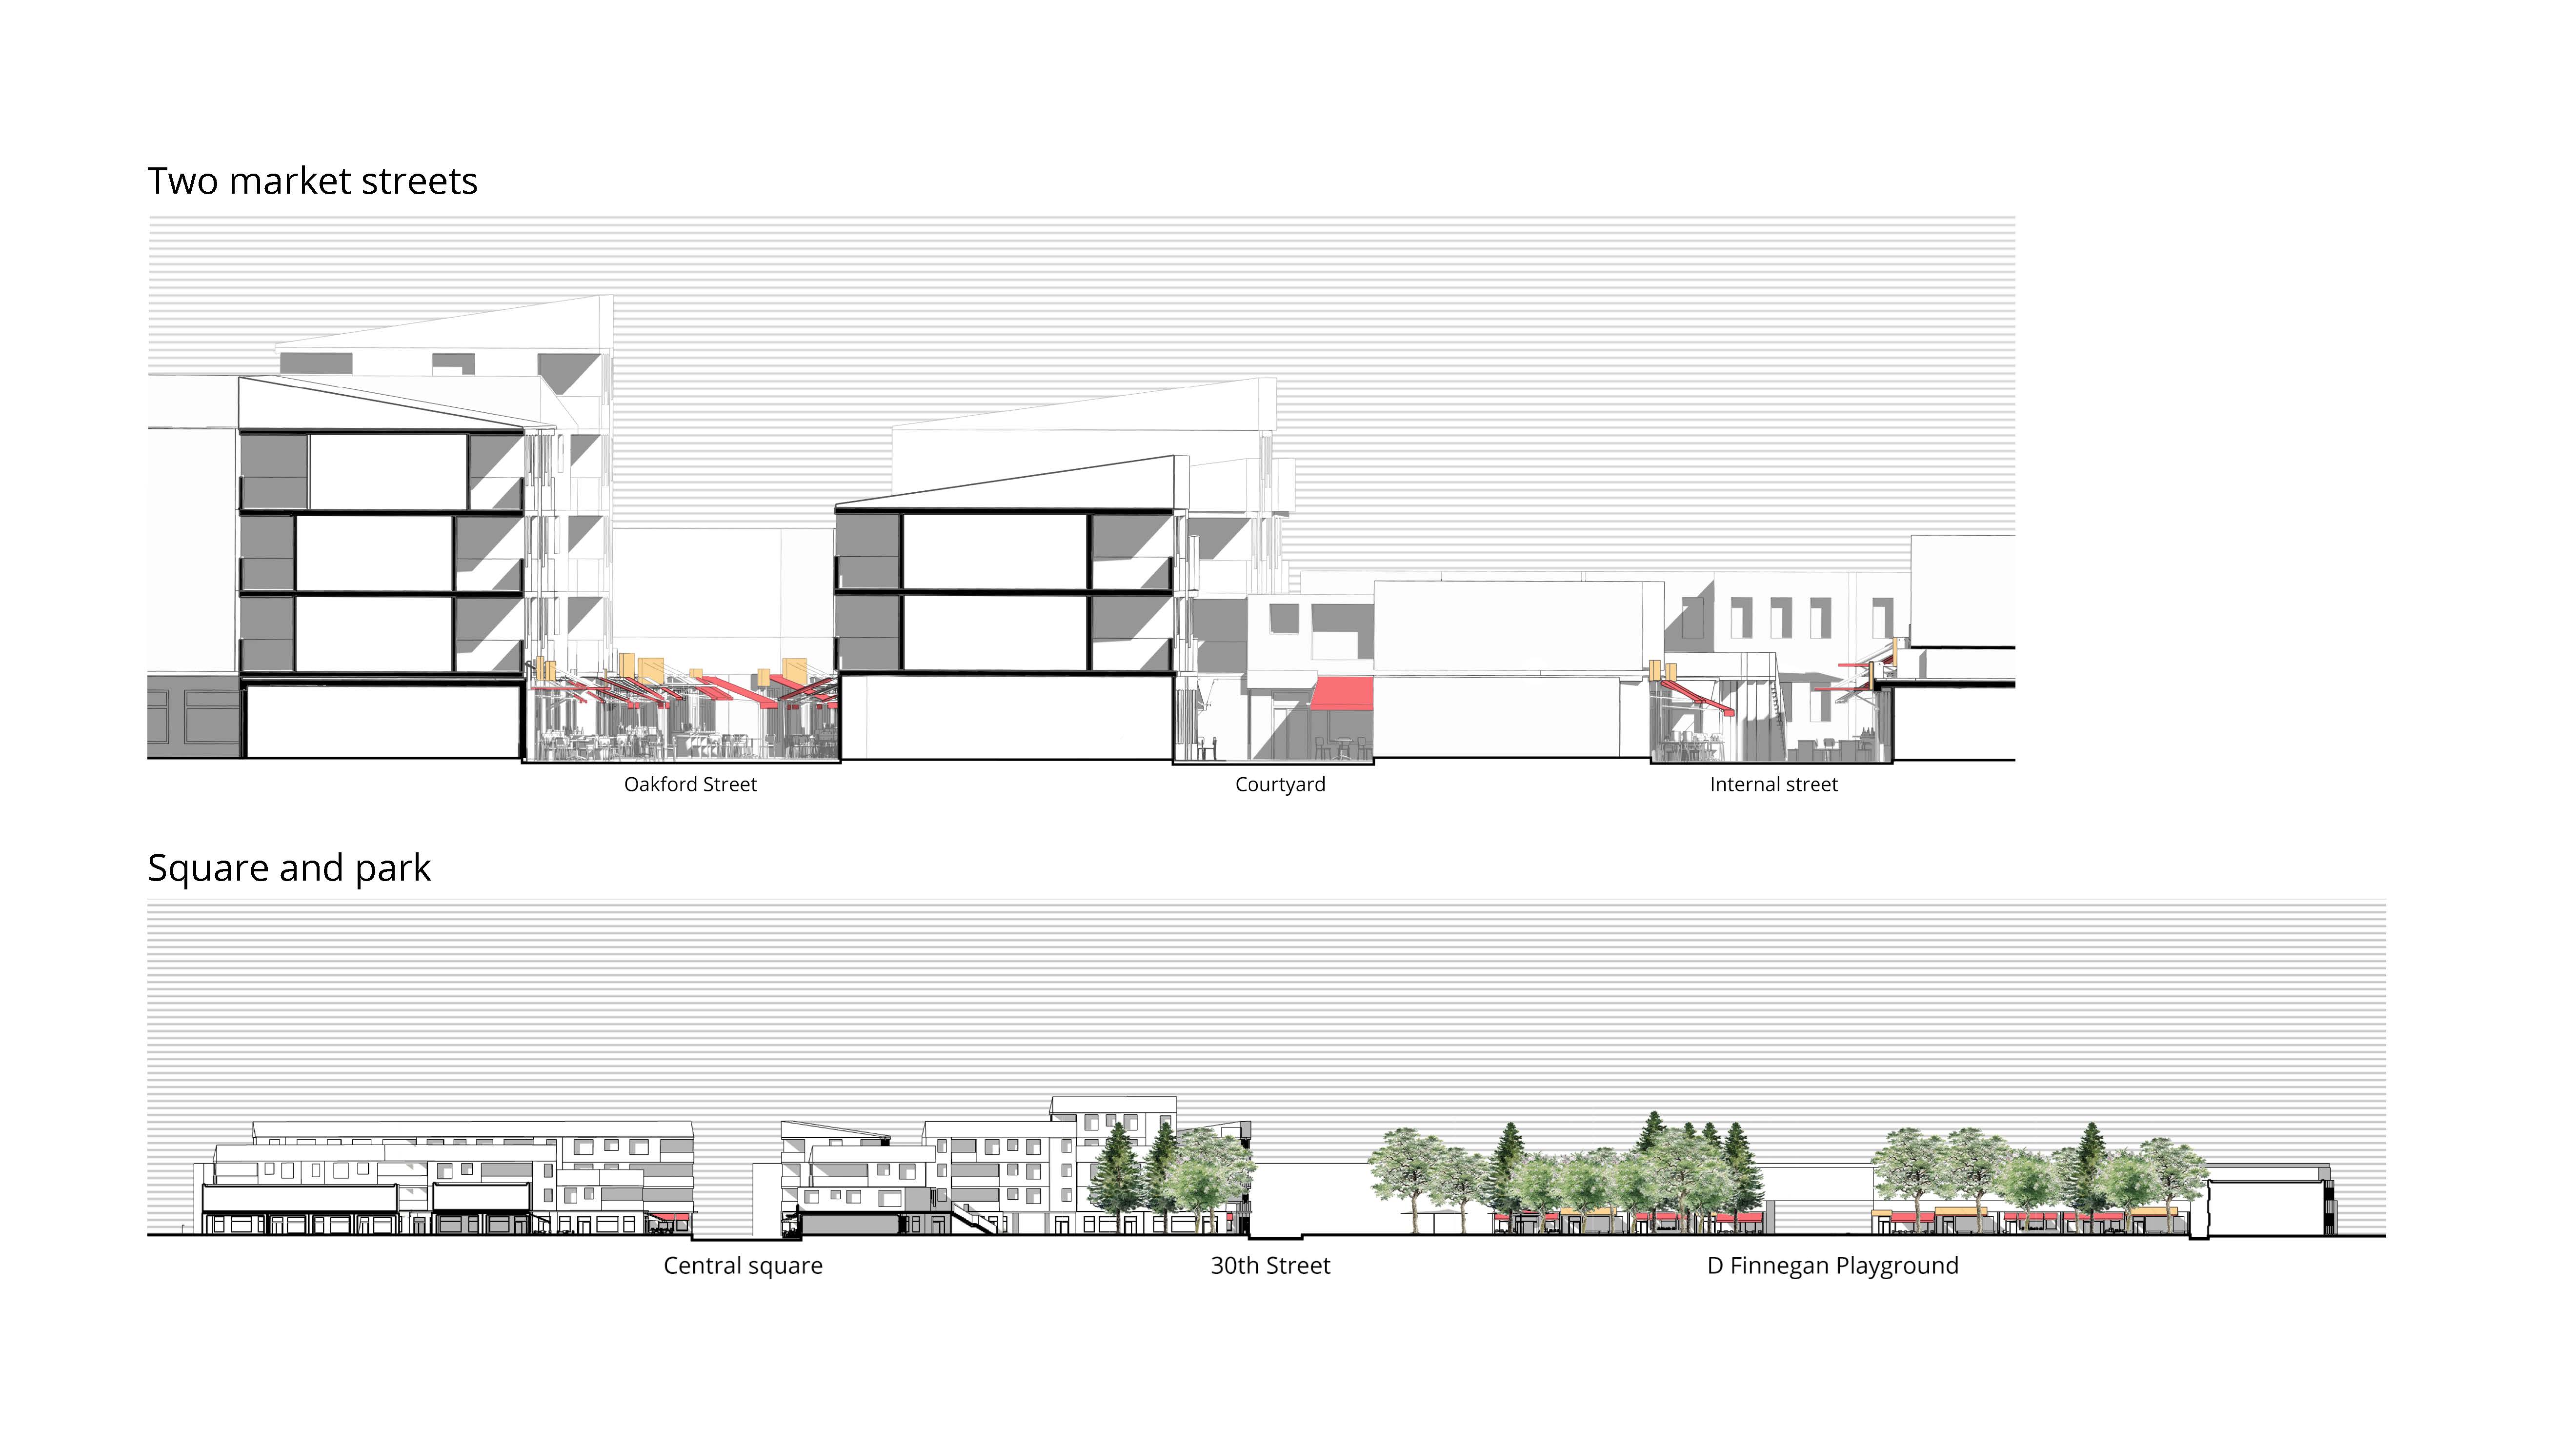 Two market streets
Oakford Street
Courtyard
Internal street
Square and park
Central square
30th Street
D Finnegan Playground